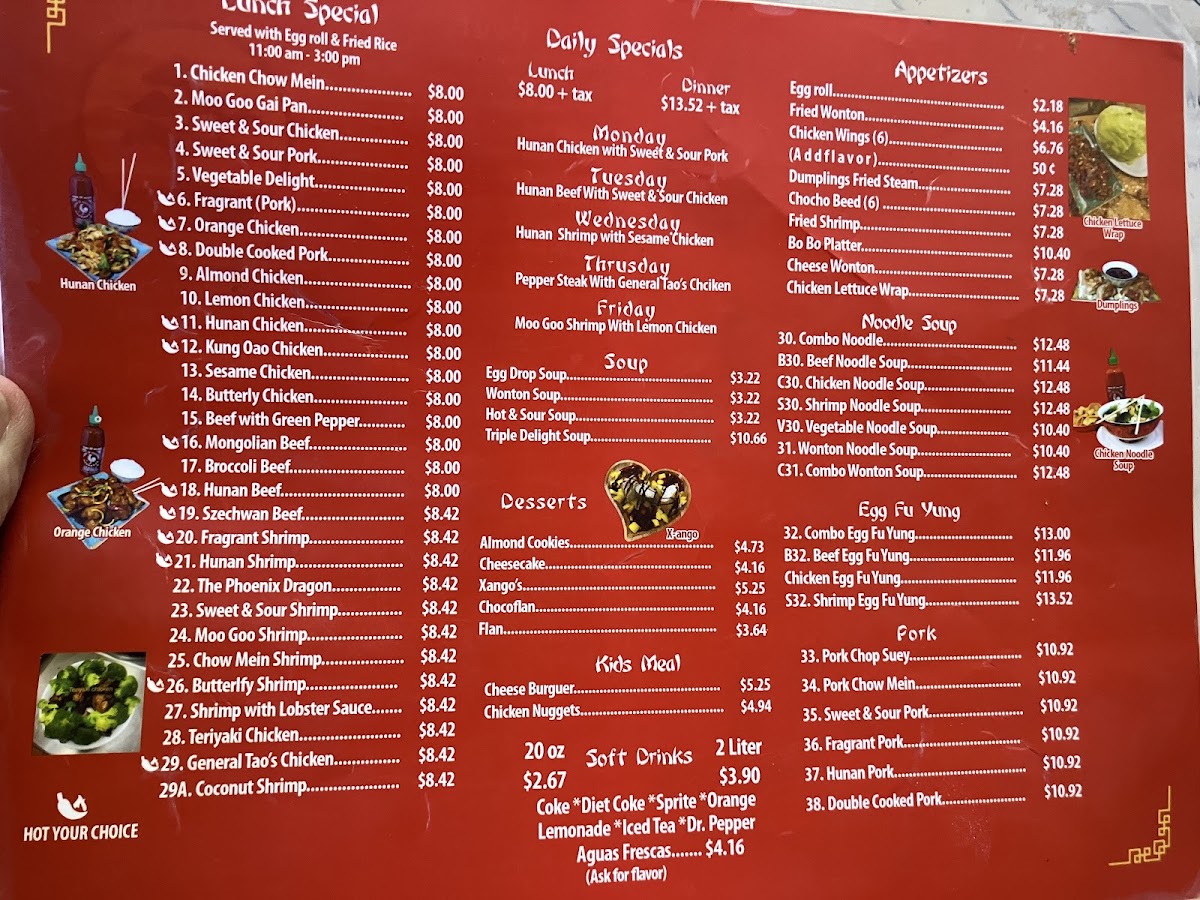 Lunch Special
Served with Egg roll & Fried Rice
11:00 am - 3:00 pm
1. Chicken Chow Mein..................... $8.00
2. Moo Goo Gai Pan........................ $8.00
3. Sweet & Sour Chicken................. $8.00
4. Sweet & Sour Pork...................... $8.00
5. Vegetable Delight...................... $8.00
6. Fragrant (Pork)........................... $8.00
7. Orange Chicken.......................... $8.00
8. Double Cooked Pork.................... $8.00
9. Almond Chicken......................... $8.00
10. Lemon Chicken......................... $8.00
11. Hunan Chicken.......................... $8.00
12. Kung Oao Chicken..................... $8.00
13. Sesame Chicken........................ $8.00
14. Butterly Chicken....................... $8.00
15. Beef with Green Pepper............ $8.00
16. Mongolian Beef........................ $8.00
17. Broccoli Beef............................. $8.00
18. Hunan Beef............................... $8.00
19. Szechwan Beef......................... $8.42
20. Fragrant Shrimp....................... $8.42
21. Hunan Shrimp........................... $8.42
22. The Phoenix Dragon................. $8.42
23. Sweet & Sour Shrimp................ $8.42
24. Moo Goo Shrimp....................... $8.42
25. Chow Mein Shrimp.................... $8.42
26. Butterlfy Shrimp....................... $8.42
27. Shrimp with Lobster Sauce....... $8.42
28. Teriyaki Chicken........................ $8.42
29. General Tao's Chicken................ $8.42
29A. Coconut Shrimp....................... $8.42
Hunan Chicken
Orange Chicken
Teriyaki chicken
HOT YOUR CHOICE
Daily Specials
Lunch Dinner
$8.00 + tax $13.52 + tax
Monday
Hunan Chicken with Sweet & Sour Pork
Tuesday
Hunan Beef With Sweet & Sour Chicken
Wednesday
Hunan Shrimp with Sesame Chicken
Thrusday
Pepper Steak With General Tao's Chciken
Friday
Moo Goo Shrimp With Lemon Chicken
Soup
Egg Drop Soup................................... $3.22
Wonton Soup..................................... $3.22
Hot & Sour Soup................................ $3.22
Triple Delight Soup............................ $10.66
Desserts
X-ango
Almond Cookies................................. $4.73
Cheesecake........................................ $4.16
Xango's.............................................. $5.25
Chocoflan.......................................... $4.16
Flan.................................................... $3.64
Kids Meal
Cheese Burguer.................................. $5.25
Chicken Nuggets................................ $4.94
20 oz Soft Drinks 2 Liter
$2.67 $3.90
Coke *Diet Coke *Sprite *Orange
Lemonade *Iced Tea *Dr. Pepper
Aguas Frescas....... $4.16
(Ask for flavor)
Appetizers
Egg roll........................................... $2.18
Fried Wonton................................... $4.16
Chicken Wings (6)............................ $6.76
(Addflavor)............................... 50 ¢
Dumplings Fried Steam..................... $7.28
Chocho Beed (6) ................................ $7.28
Fried Shrimp...................................... $7.28
Bo Bo Platter..................................... $10.40
Cheese Wonton.................................. $7.28
Chicken Lettuce Wrap........................ $7.28
Chicken Lettuce
Wrap
Dumplings
Noodle Soup
30. Combo Noodle................................ $12.48
B30. Beef Noodle Soup......................... $11.44
C30. Chicken Noodle Soup..................... $12.48
S30. Shrimp Noodle Soup...................... $12.48
V30. Vegetable Noodle Soup.................. $10.40
31. Wonton Noodle Soup....................... $10.40
C31. Combo Wonton Soup...................... $12.48
Chicken Noodle
Soup
Egg Fu Yung
32. Combo Egg Fu Yung........................ $13.00
B32. Beef Egg Fu Yung......................... $11.96
Chicken Egg Fu Yung............................ $11.96
S32. Shrimp Egg Fu Yung....................... $13.52
Pork
33. Pork Chop Suey............................ $10.92
34. Pork Chow Mein.......................... $10.92
35. Sweet & Sour Pork....................... $10.92
36. Fragrant Pork............................. $10.92
37. Hunan Pork................................ $10.92
38. Double Cooked Pork..................... $10.92